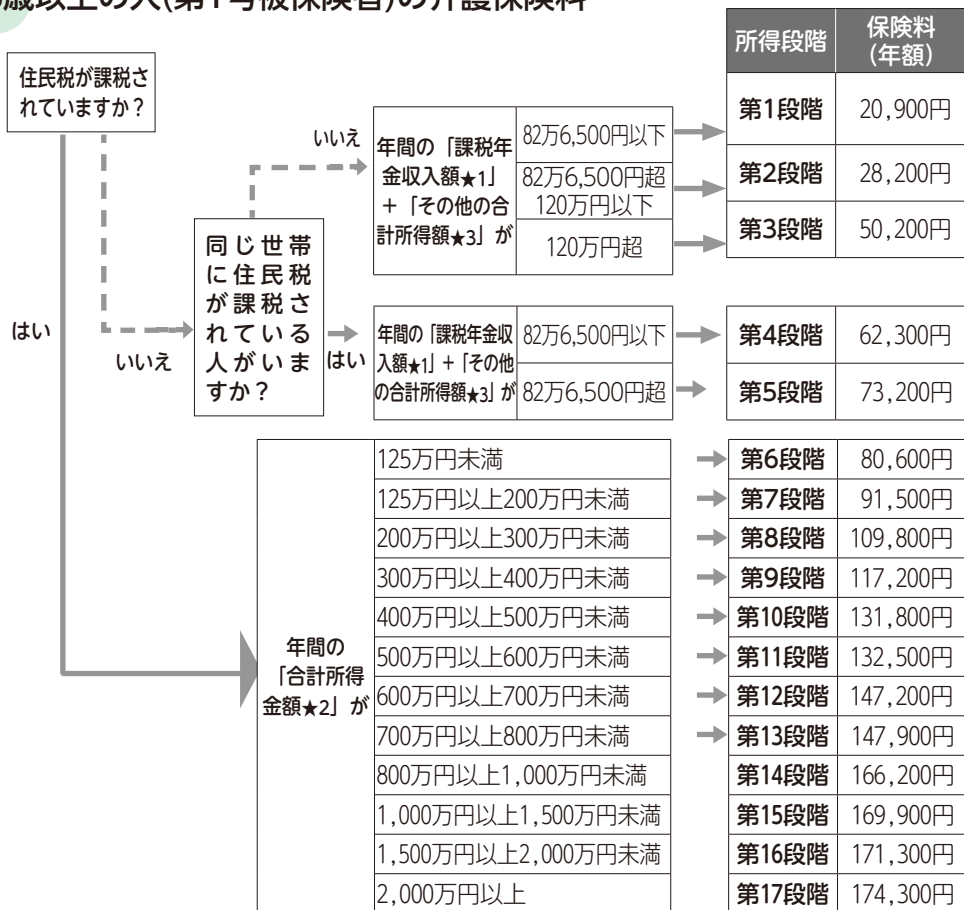 歳以上の人(第1号被保険者)の介護保険料
所得段階
保険料
(年額)
住民税が課税さ
れていますか？
はい
いいえ
同じ世帯
に住民税
が課税さ
れている
人がいま
すか？
いいえ
年間の「課税年
金収入額★1」
＋「その他の合
計所得額★3」が
82万6,500円以下
第1段階 20,900円
82万6,500円超
120万円以下
第2段階 28,200円
120万円超
第3段階 50,200円
はい
年間の「課税年金収
入額★1」＋「その他
の合計所得額★3」が
82万6,500円以下
第4段階 62,300円
82万6,500円超
第5段階 73,200円
年間の
「合計所得
金額★2」が
125万円未満 第6段階 80,600円
125万円以上200万円未満 第7段階 91,500円
200万円以上300万円未満 第8段階 109,800円
300万円以上400万円未満 第9段階 117,200円
400万円以上500万円未満 第10段階 131,800円
500万円以上600万円未満 第11段階 132,500円
600万円以上700万円未満 第12段階 147,200円
700万円以上800万円未満 第13段階 147,900円
800万円以上1,000万円未満 第14段階 166,200円
1,000万円以上1,500万円未満 第15段階 169,900円
1,500万円以上2,000万円未満 第16段階 171,300円
2,000万円以上 第17段階 174,300円